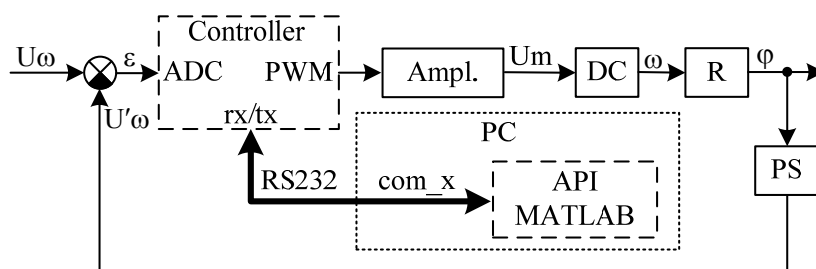 Controller
Uω
ε
ADC
PWM
Ampl.
Um
DC
ω
R
φ
U′ω
rx/tx
PC
PS
RS232
com_x
API
MATLAB